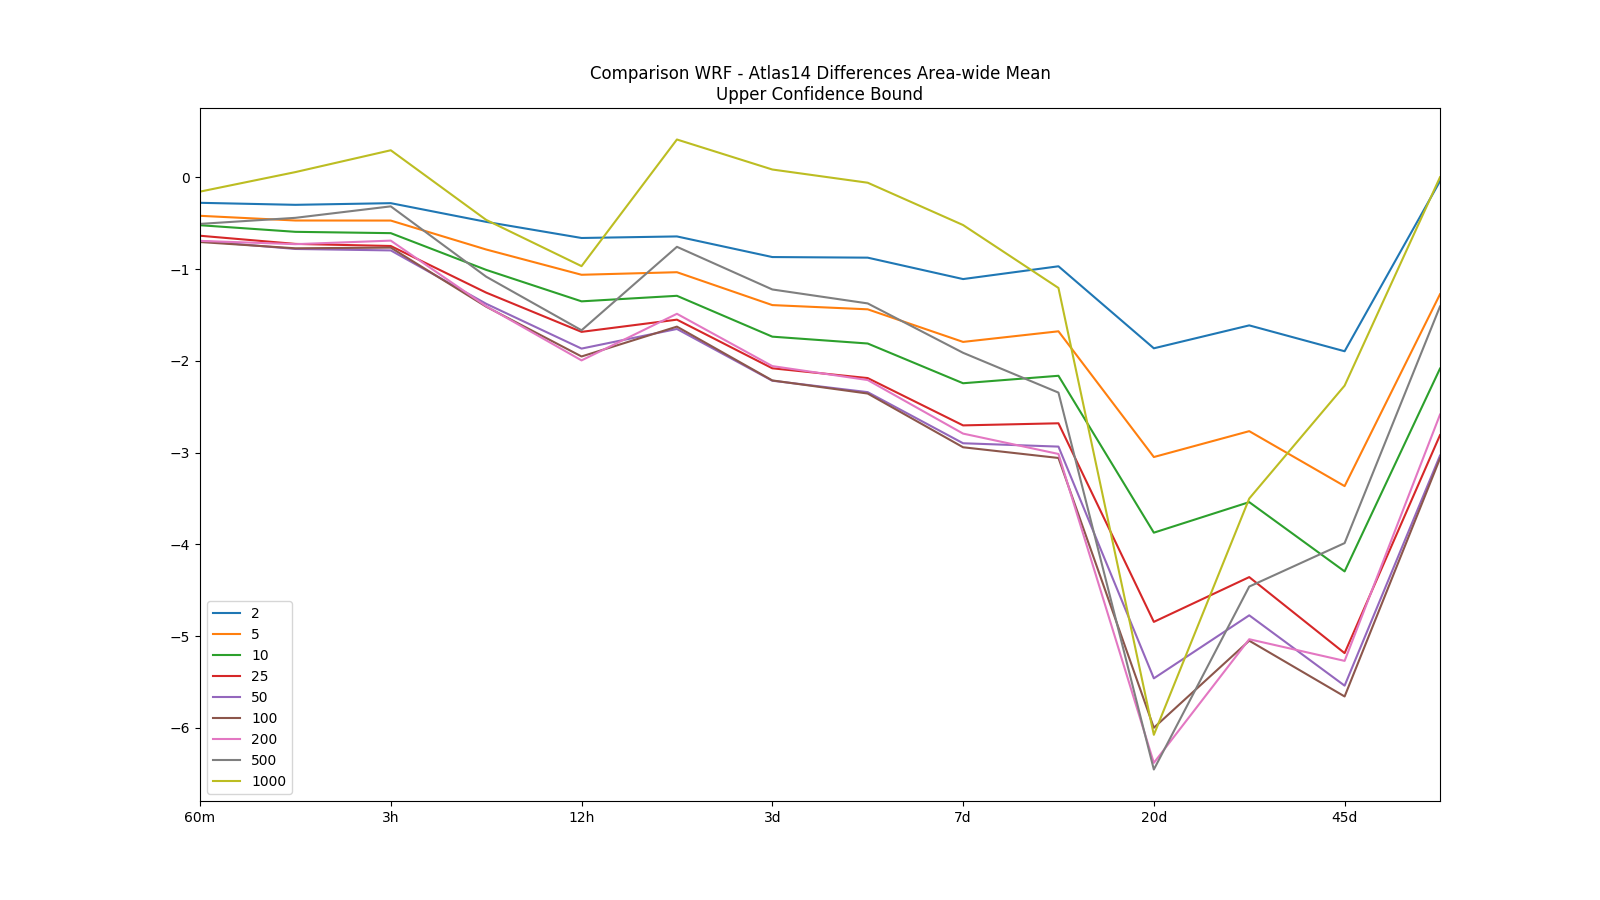 Comparison WRF - Atlas14 Differences Area-wide Mean
Upper Confidence Bound
0
−1
−2
−3
−4
−5
−6
2
5
10
25
50
100
200
500
1000
60m
3h
12h
3d
7d
20d
45d